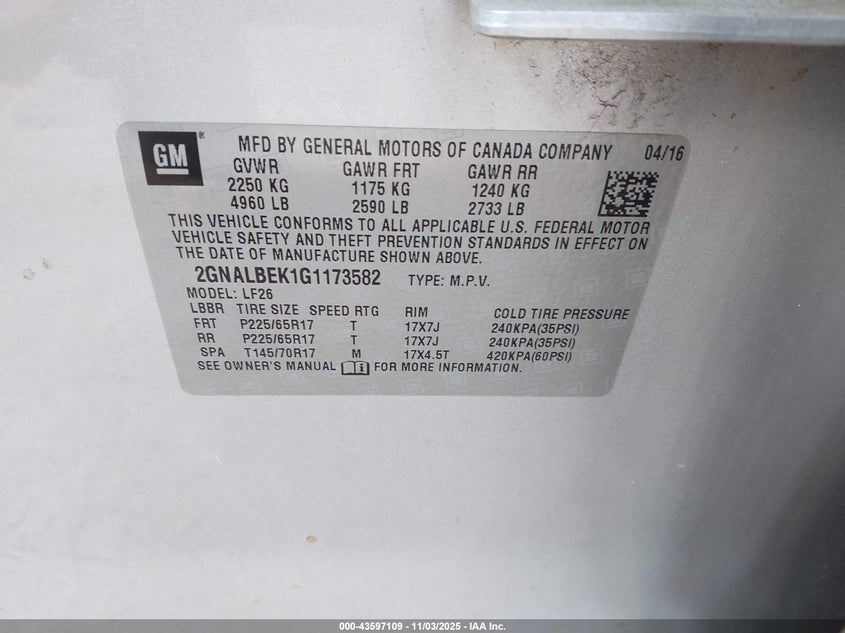 GM ® MFD BY GENERAL MOTORS OF CANADA COMPANY 04/16
GVWR GAWR FRT GAWR RR
2250 KG 1175 KG 1240 KG
4960 LB 2590 LB 2733 LB
THIS VEHICLE CONFORMS TO ALL APPLICABLE U.S. FEDERAL MOTOR
VEHICLE SAFETY AND THEFT PREVENTION STANDARDS IN EFFECT ON
THE DATE OF MANUFACTURE SHOWN ABOVE.
2GNALBEK1G1173582 TYPE: M.P.V.
MODEL: LF26
LBBR TIRE SIZE SPEED RTG RIM COLD TIRE PRESSURE
FRT P225/65R17 T 17X7J 240KPA(35PSI)
RR P225/65R17 T 17X7J 240KPA(35PSI)
SPA T145/70R17 M 17X4.5T 420KPA(60PSI)
SEE OWNER'S MANUAL FOR MORE INFORMATION.
000-43597109 - 11/03/2025 - IAA Inc.